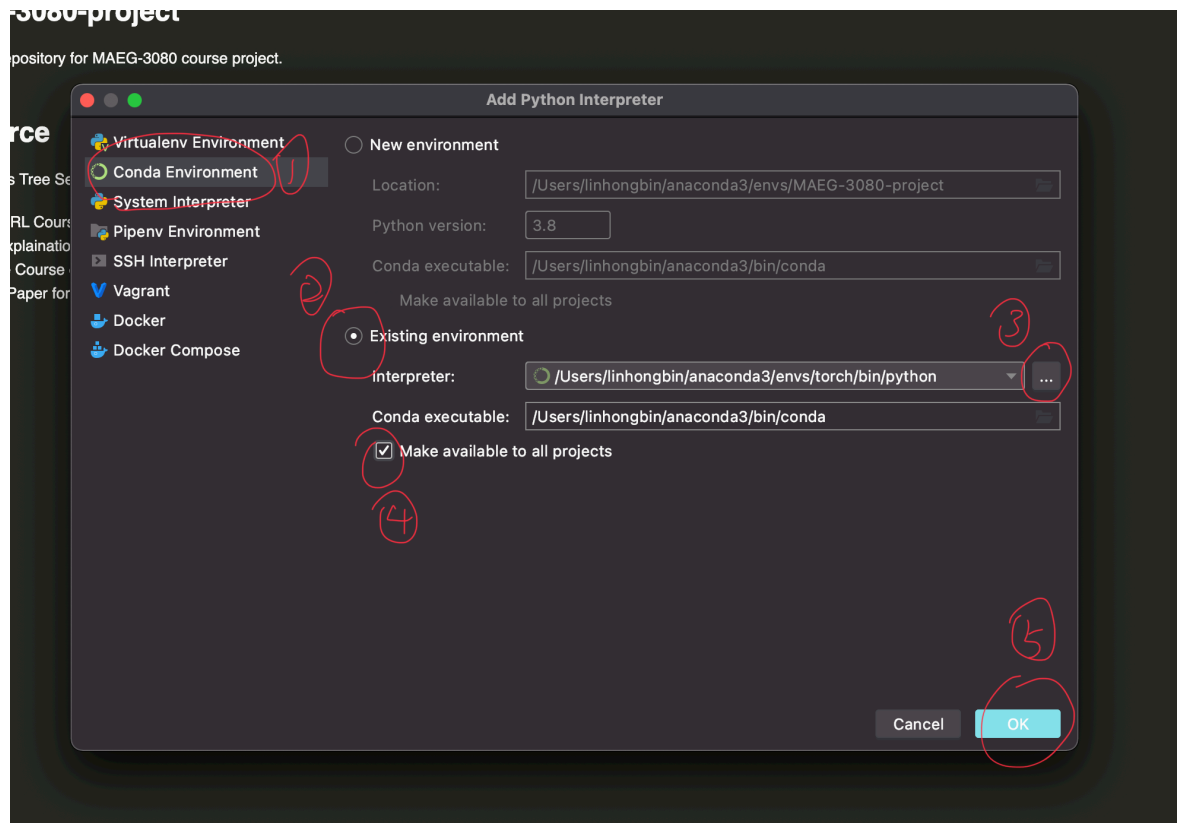 -3080-project
epository for MAEG-3080 course project.
Add Python Interpreter
rce
s Tree Se
RL Cours
xplainatio
Course
Paper for
Virtualenv Environment
Conda Environment
1
System Interpreter
Pipenv Environment
SSH Interpreter
Vagrant
Docker
Docker Compose
New environment
Location: /Users/linhongbin/anaconda3/envs/MAEG-3080-project
Python version: 3.8
Conda executable: /Users/linhongbin/anaconda3/bin/conda
Make available to all projects
2
Existing environment
3
Interpreter: /Users/linhongbin/anaconda3/envs/torch/bin/python ...
Conda executable: /Users/linhongbin/anaconda3/bin/conda
Make available to all projects
4
5
Cancel OK